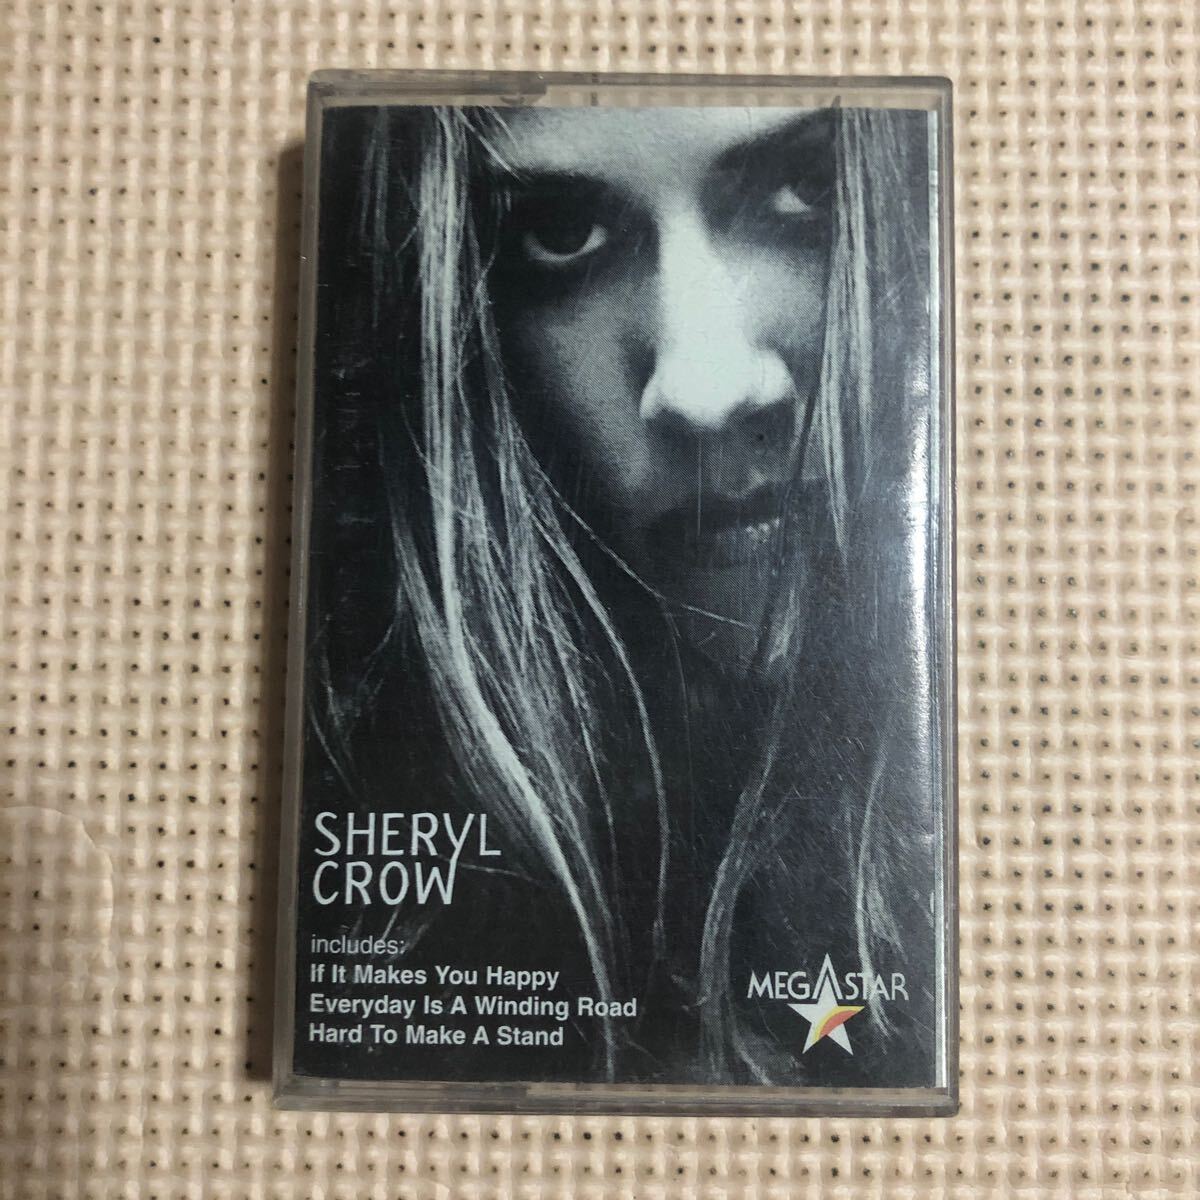 SHERYL
CROW
includes:
If It Makes You Happy
Everyday Is A Winding Road
Hard To Make A Stand
MEGASTAR